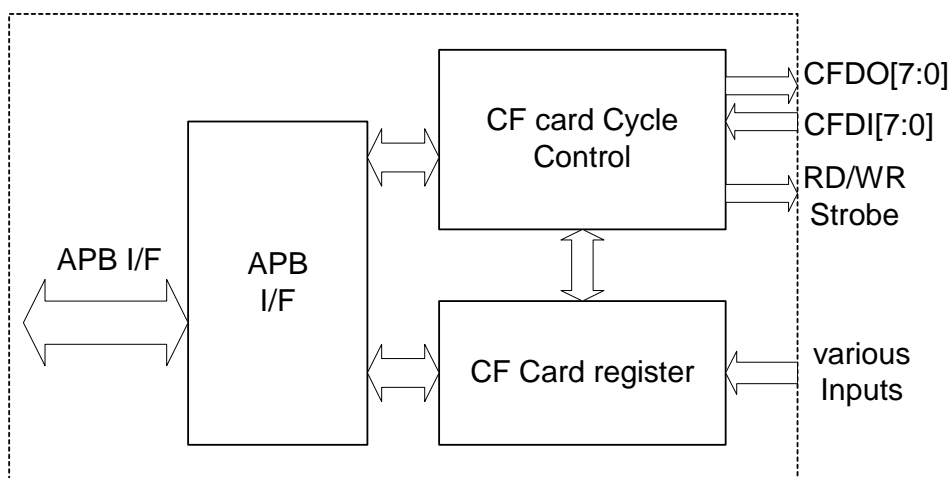 APB I/F
APB
I/F
CF card Cycle
Control
CFDO[7:0]
CFDI[7:0]
RD/WR
Strobe
CF Card register
various
Inputs